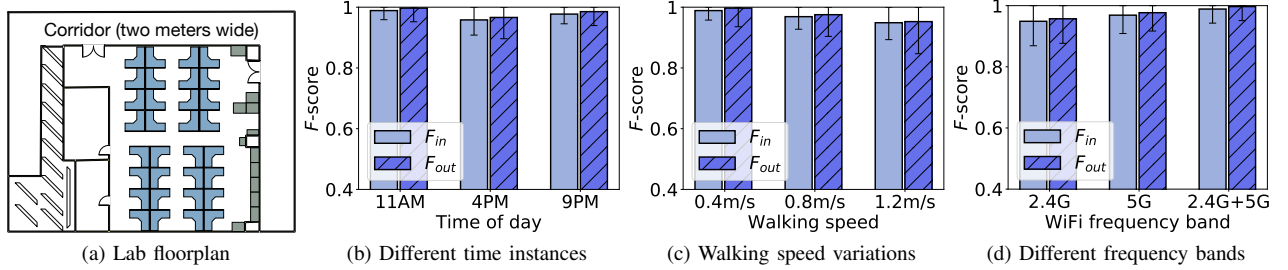 Corridor (two meters wide)
(a) Lab floorplan
1
0.8
0.6
0.4
F-score
F_in
F_out
11AM 4PM 9PM
Time of day
(b) Different time instances
1
0.8
0.6
0.4
F-score
F_in
F_out
0.4m/s 0.8m/s 1.2m/s
Walking speed
(c) Walking speed variations
1
0.8
0.6
0.4
F-score
F_in
F_out
2.4G 5G 2.4G+5G
WiFi frequency band
(d) Different frequency bands